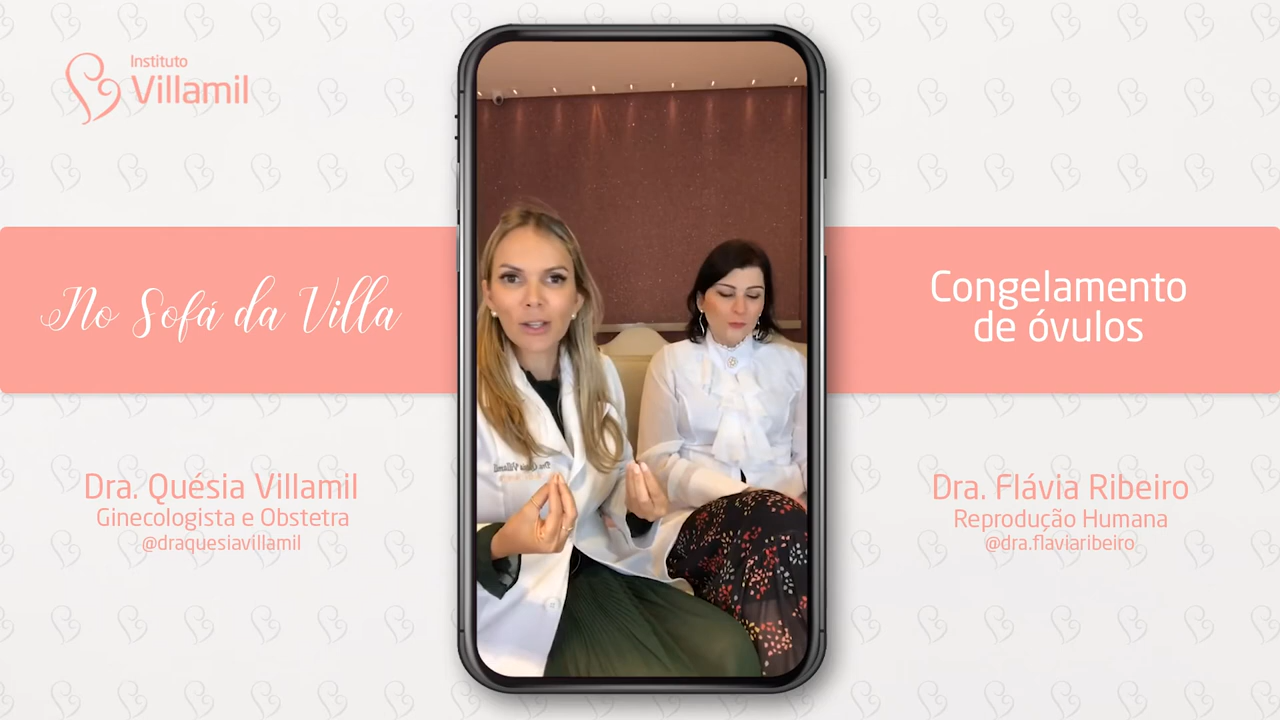 Instituto
Villamil
No Sofá da Villa
Congelamento
de óvulos
Dra. Quésia Villamil
Ginecologista e Obstetra
@draquesiavillamil
Dra. Flávia Ribeiro
Reprodução Humana
@dra.flaviaribeiro